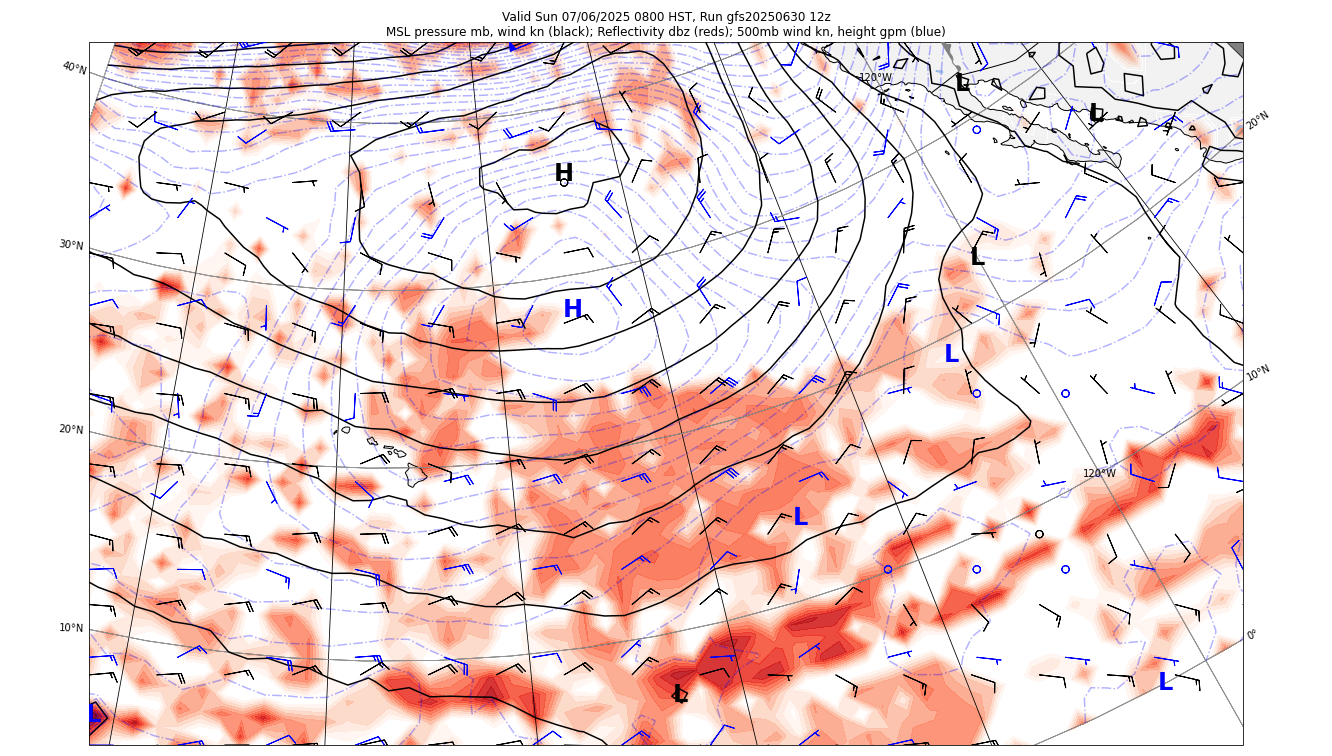 Valid Sun 07/06/2025 0800 HST, Run gfs20250630 12z
MSL pressure mb, wind kn (black); Reflectivity dbz (reds); 500mb wind kn, height gpm (blue)
L
40°N
120°W
L
L
20°N
H
30°N
L
H
L
10°N
20°N
120°W
L
10°N
0°
L
L
L